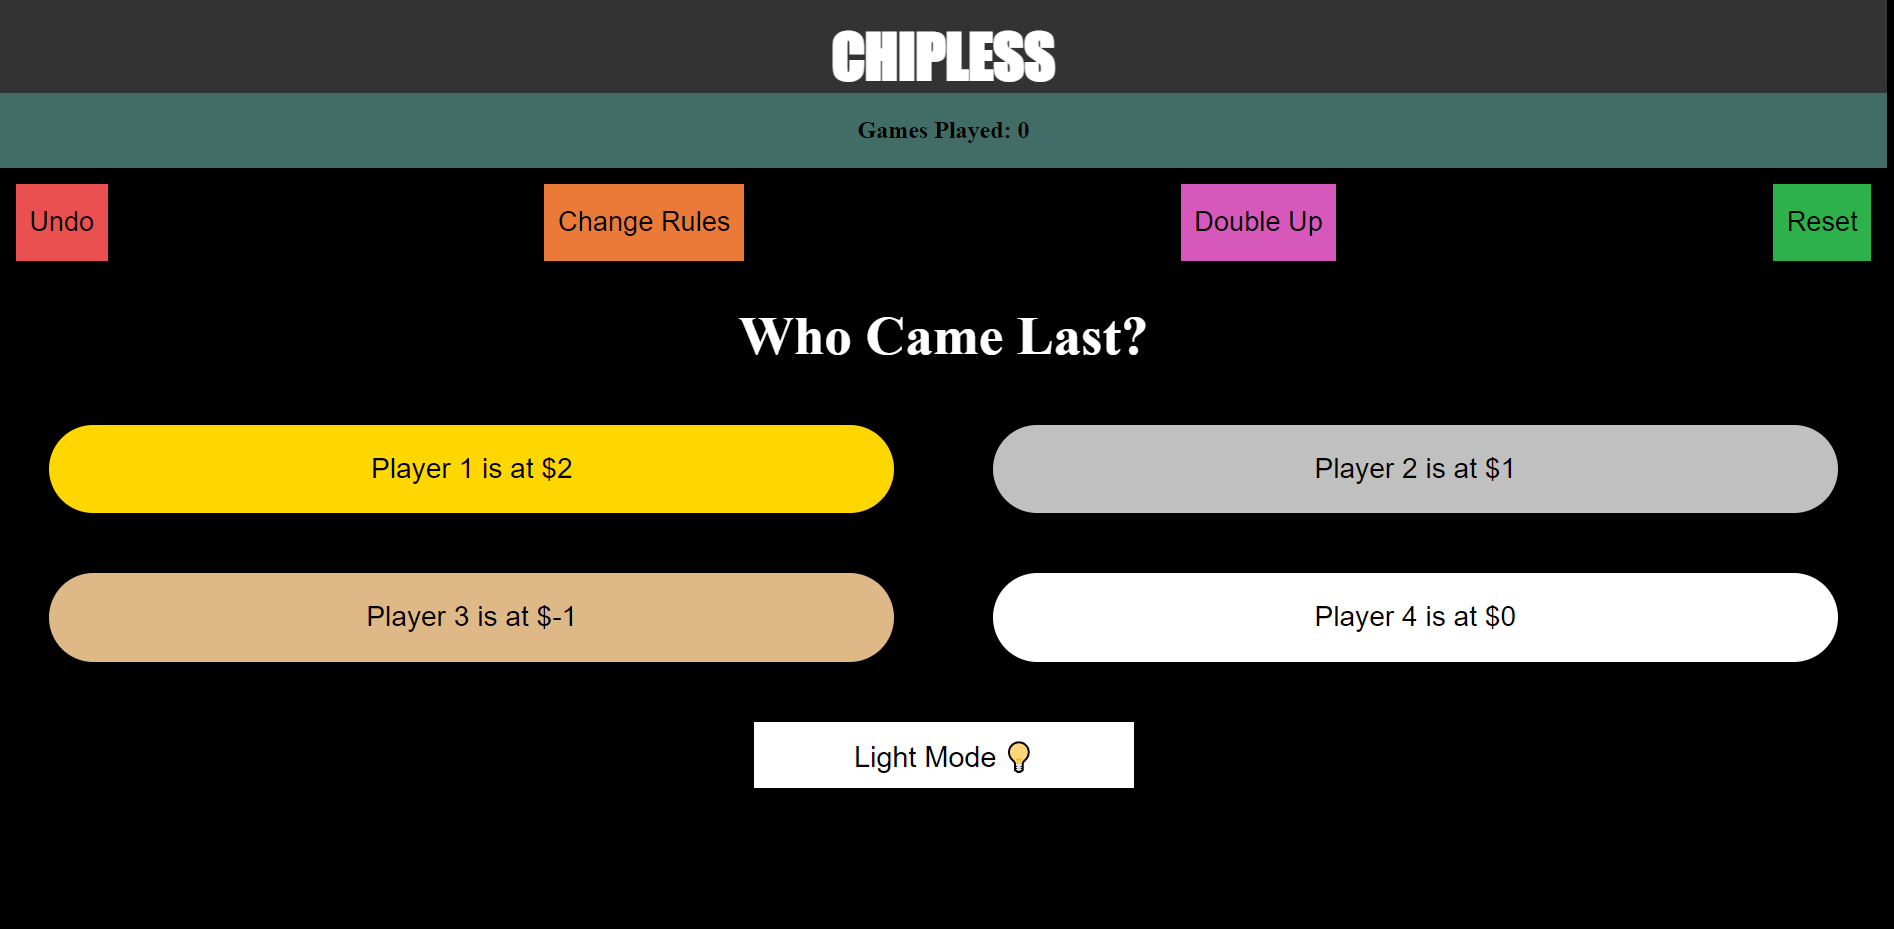 CHIPLESS
Games Played: 0
Undo
Change Rules
Double Up
Reset
Who Came Last?
Player 1 is at $2
Player 2 is at $1
Player 3 is at $-1
Player 4 is at $0
Light Mode 💡